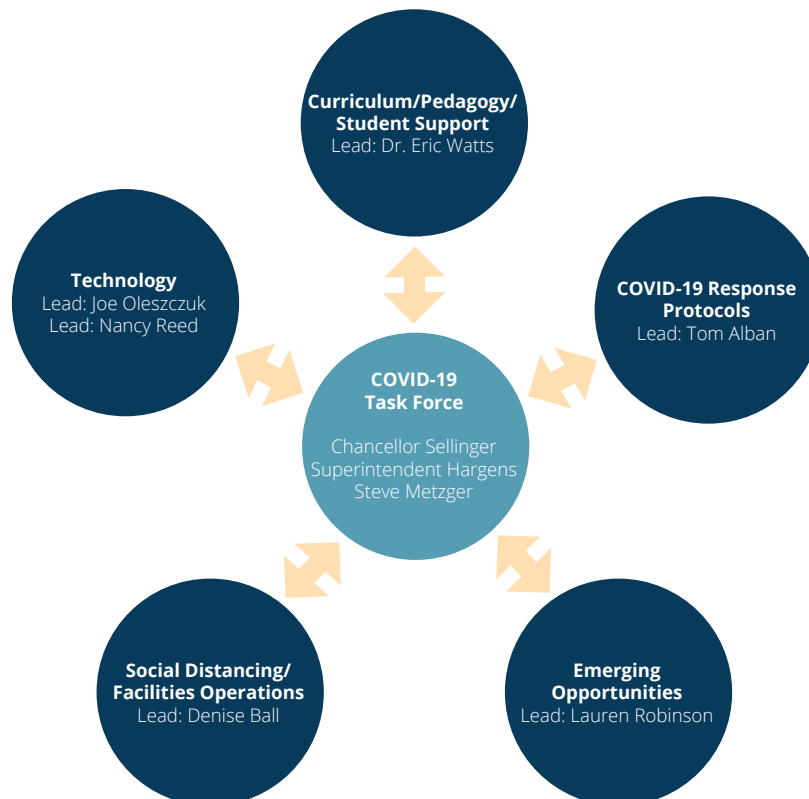 Curriculum/Pedagogy/
Student Support
Lead: Dr. Eric Watts
Technology
Lead: Joe Oleszczuk
Lead: Nancy Reed
COVID-19 Response
Protocols
Lead: Tom Alban
COVID-19
Task Force
Chancellor Sellinger
Superintendent Hargens
Steve Metzger
Social Distancing/
Facilities Operations
Lead: Denise Ball
Emerging
Opportunities
Lead: Lauren Robinson